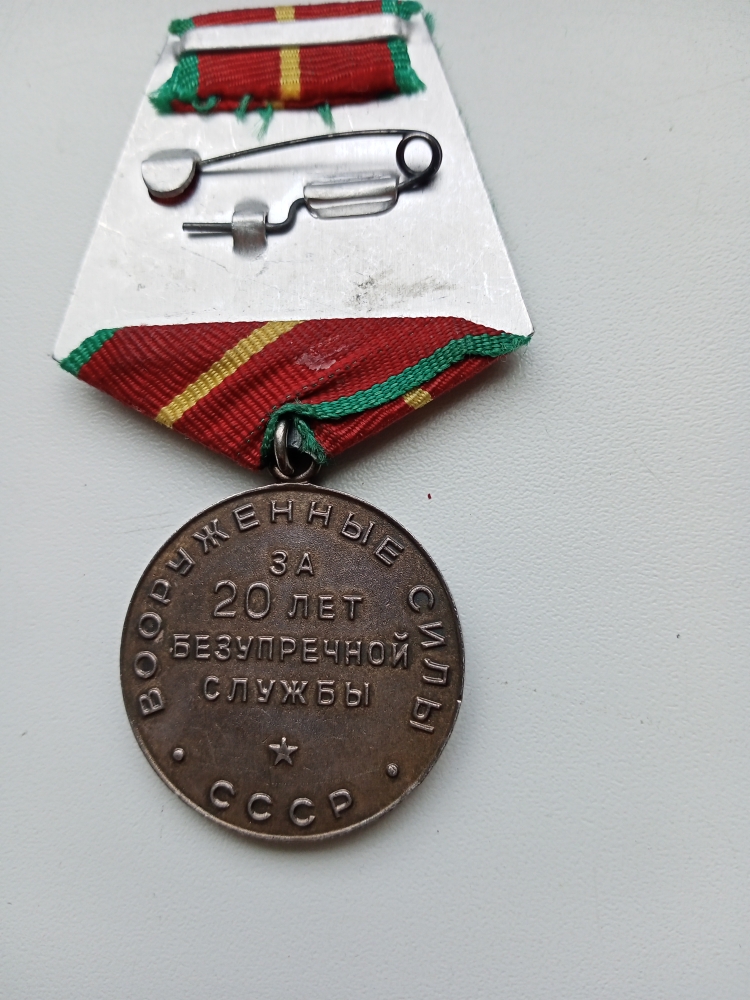 ВООРУЖЕННЫЕ СИЛЫ
ЗА
20 ЛЕТ
БЕЗУПРЕЧНОЙ
СЛУЖБЫ
СССР